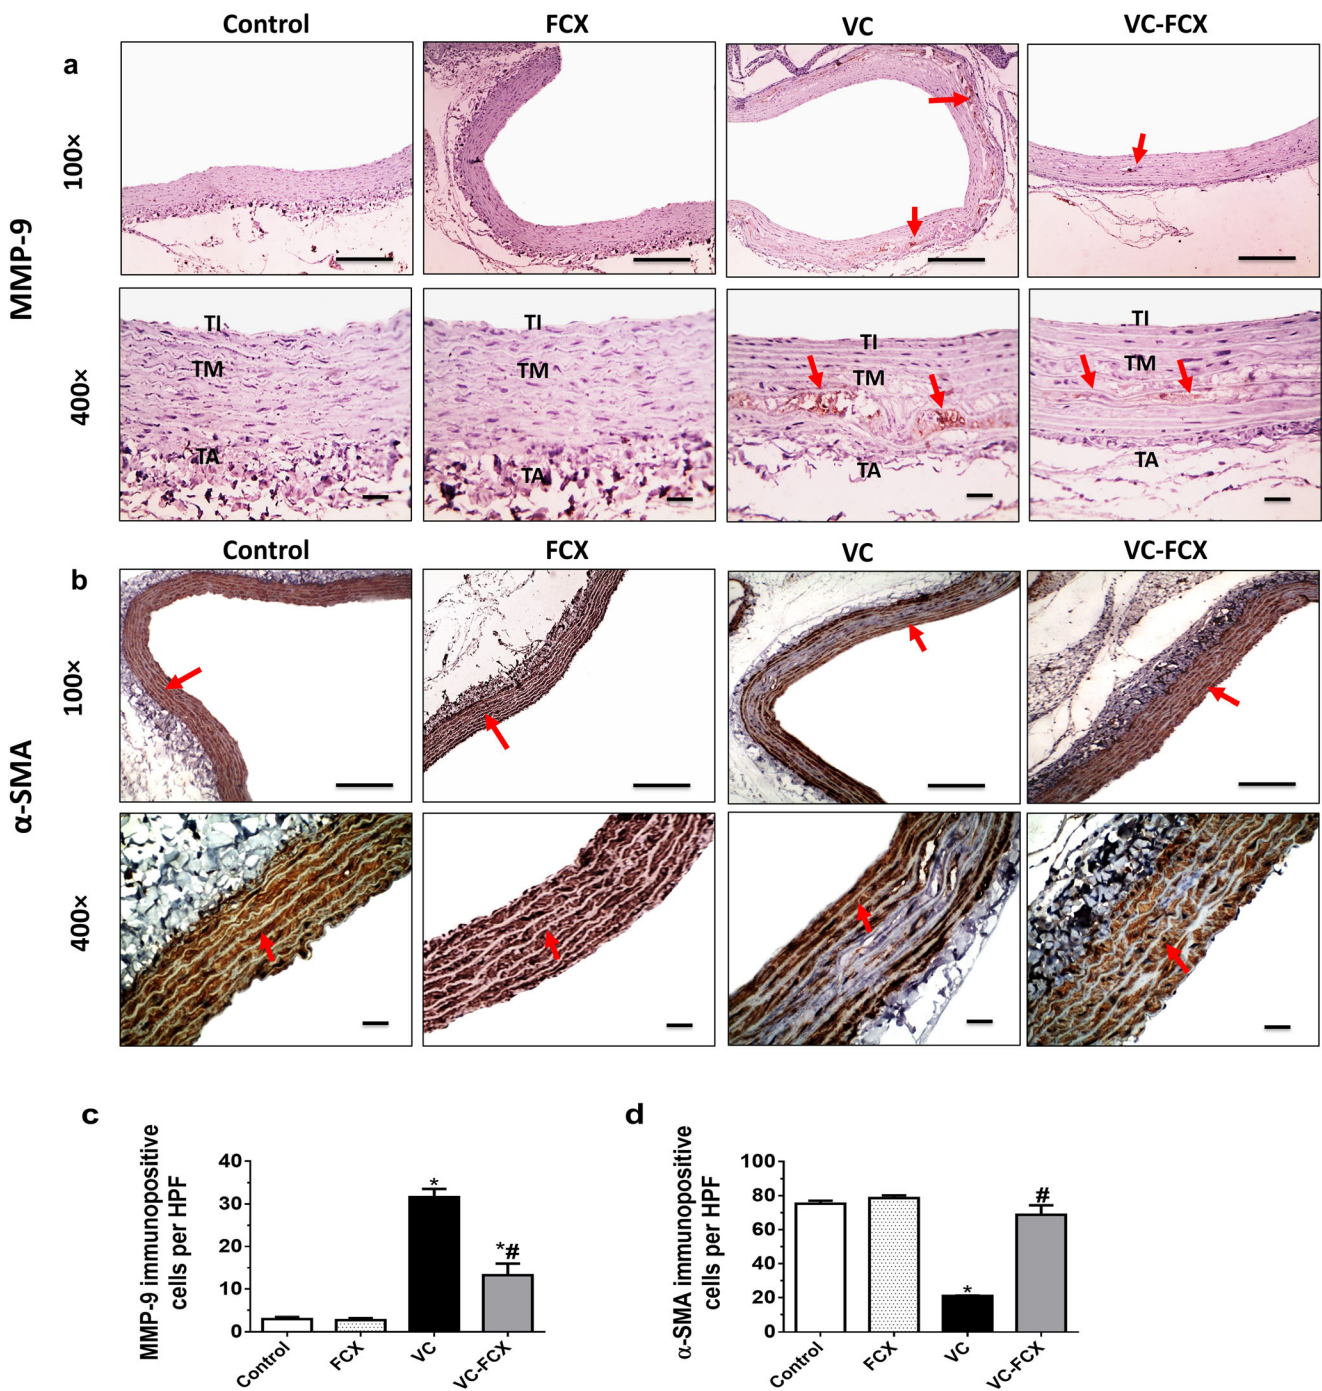 Control FCX VC VC-FCX
a
MMP-9
100×
400×
TI TI TI TI
TM TM TM TM
TA TA TA TA
Control FCX VC VC-FCX
b
α-SMA
100×
400×
c
MMP-9 immunopositive
cells per HPF
40
30
20
10
0
*
*#
Control FCX VC VC-FCX
d
α-SMA immunopositive
cells per HPF
100
80
60
40
20
0
*
#
Control FCX VC VC-FCX